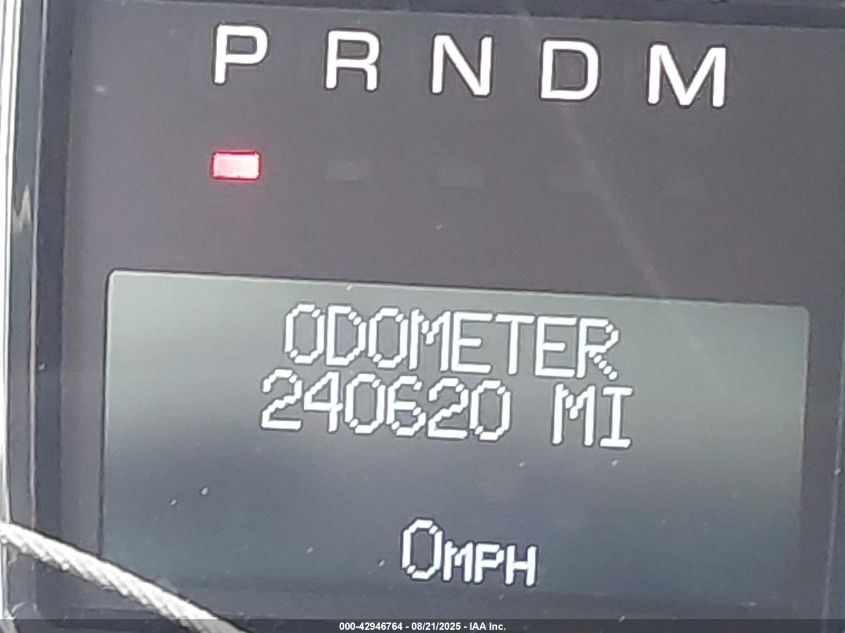 P R N D M
ODOMETER
240620 MI
0MPH
000-42946764 - 08/21/2025 - IAA Inc.